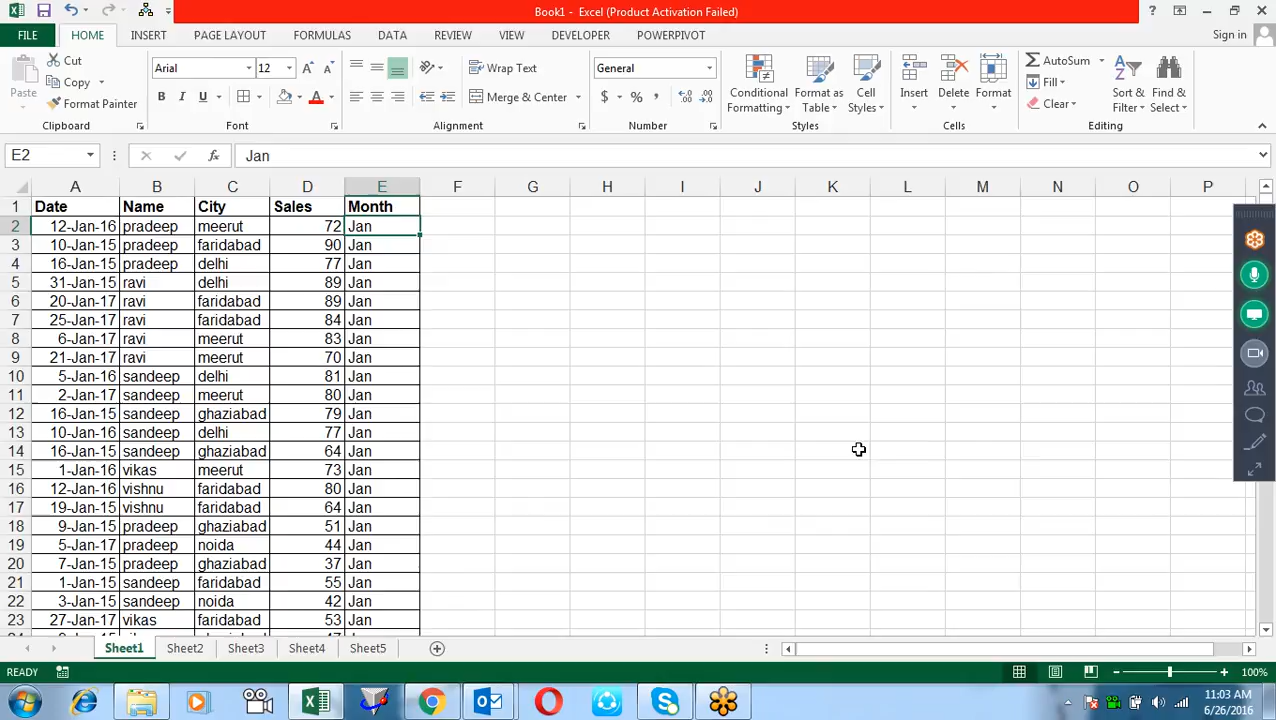 Book1 - Excel (Product Activation Failed)
?
FILE HOME INSERT PAGE LAYOUT FORMULAS DATA REVIEW VIEW DEVELOPER POWERPIVOT Sign in
Paste Cut Copy Format Painter
Clipboard
Arial 12
B I U A
Font
Wrap Text
Merge & Center
Alignment
General
$ % ,
Number
Conditional Formatting Format as Table Cell Styles
Styles
Insert Delete Format
Cells
AutoSum Fill Clear Sort & Filter Find & Select
Editing
E2 fx Jan
A B C D E F G H I J K L M N O P
1 Date Name City Sales Month
2 12-Jan-16 pradeep meerut 72 Jan
3 10-Jan-15 pradeep faridabad 90 Jan
4 16-Jan-15 pradeep delhi 77 Jan
5 31-Jan-15 ravi delhi 89 Jan
6 20-Jan-17 ravi faridabad 89 Jan
7 25-Jan-17 ravi faridabad 84 Jan
8 6-Jan-17 ravi meerut 83 Jan
9 21-Jan-17 ravi meerut 70 Jan
10 5-Jan-16 sandeep delhi 81 Jan
11 2-Jan-17 sandeep meerut 80 Jan
12 16-Jan-15 sandeep ghaziabad 79 Jan
13 10-Jan-16 sandeep delhi 77 Jan
14 16-Jan-15 sandeep ghaziabad 64 Jan
15 1-Jan-16 vikas meerut 73 Jan
16 12-Jan-16 vishnu faridabad 80 Jan
17 19-Jan-15 vishnu faridabad 64 Jan
18 9-Jan-15 pradeep ghaziabad 51 Jan
19 5-Jan-17 pradeep noida 44 Jan
20 7-Jan-15 pradeep ghaziabad 37 Jan
21 1-Jan-15 sandeep faridabad 55 Jan
22 3-Jan-15 sandeep noida 42 Jan
23 27-Jan-17 vikas faridabad 53 Jan
Sheet1 Sheet2 Sheet3 Sheet4 Sheet5
READY 100%
11:03 AM
6/26/2016